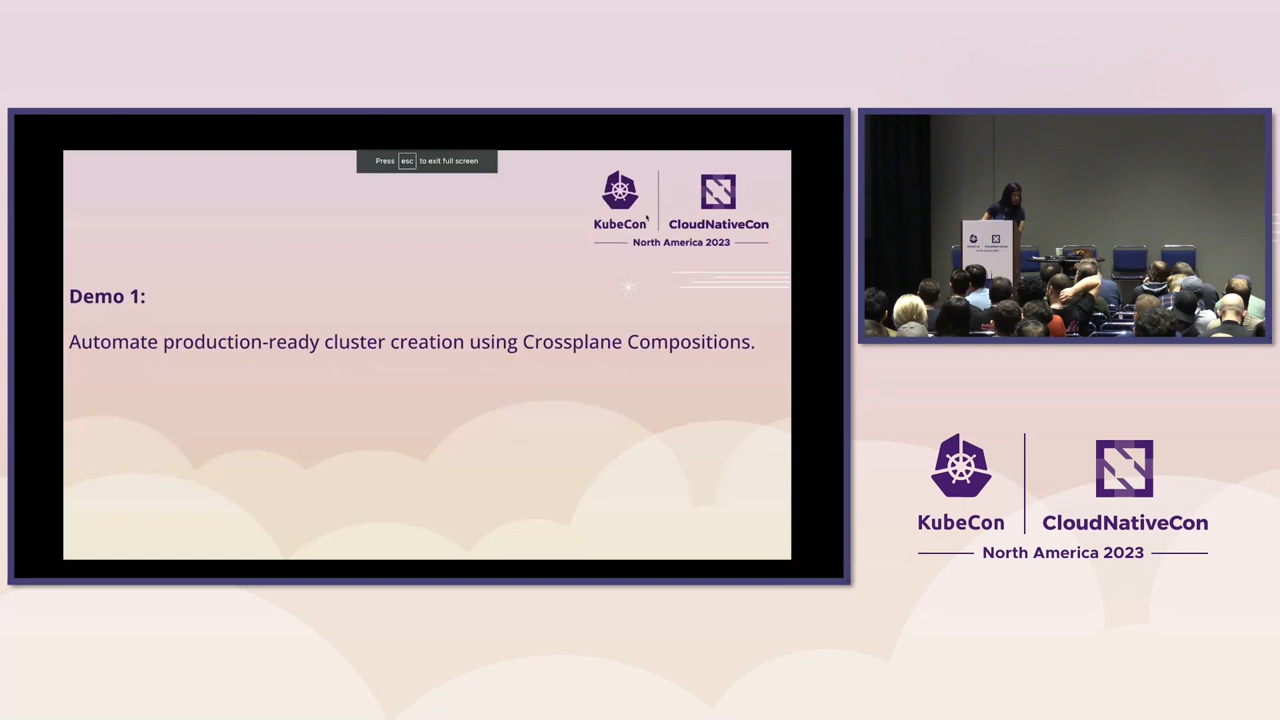 Press esc to exit full screen
KubeCon
CloudNativeCon
North America 2023
Demo 1:
Automate production-ready cluster creation using Crossplane Compositions.
KubeCon
CloudNativeCon
North America 2023